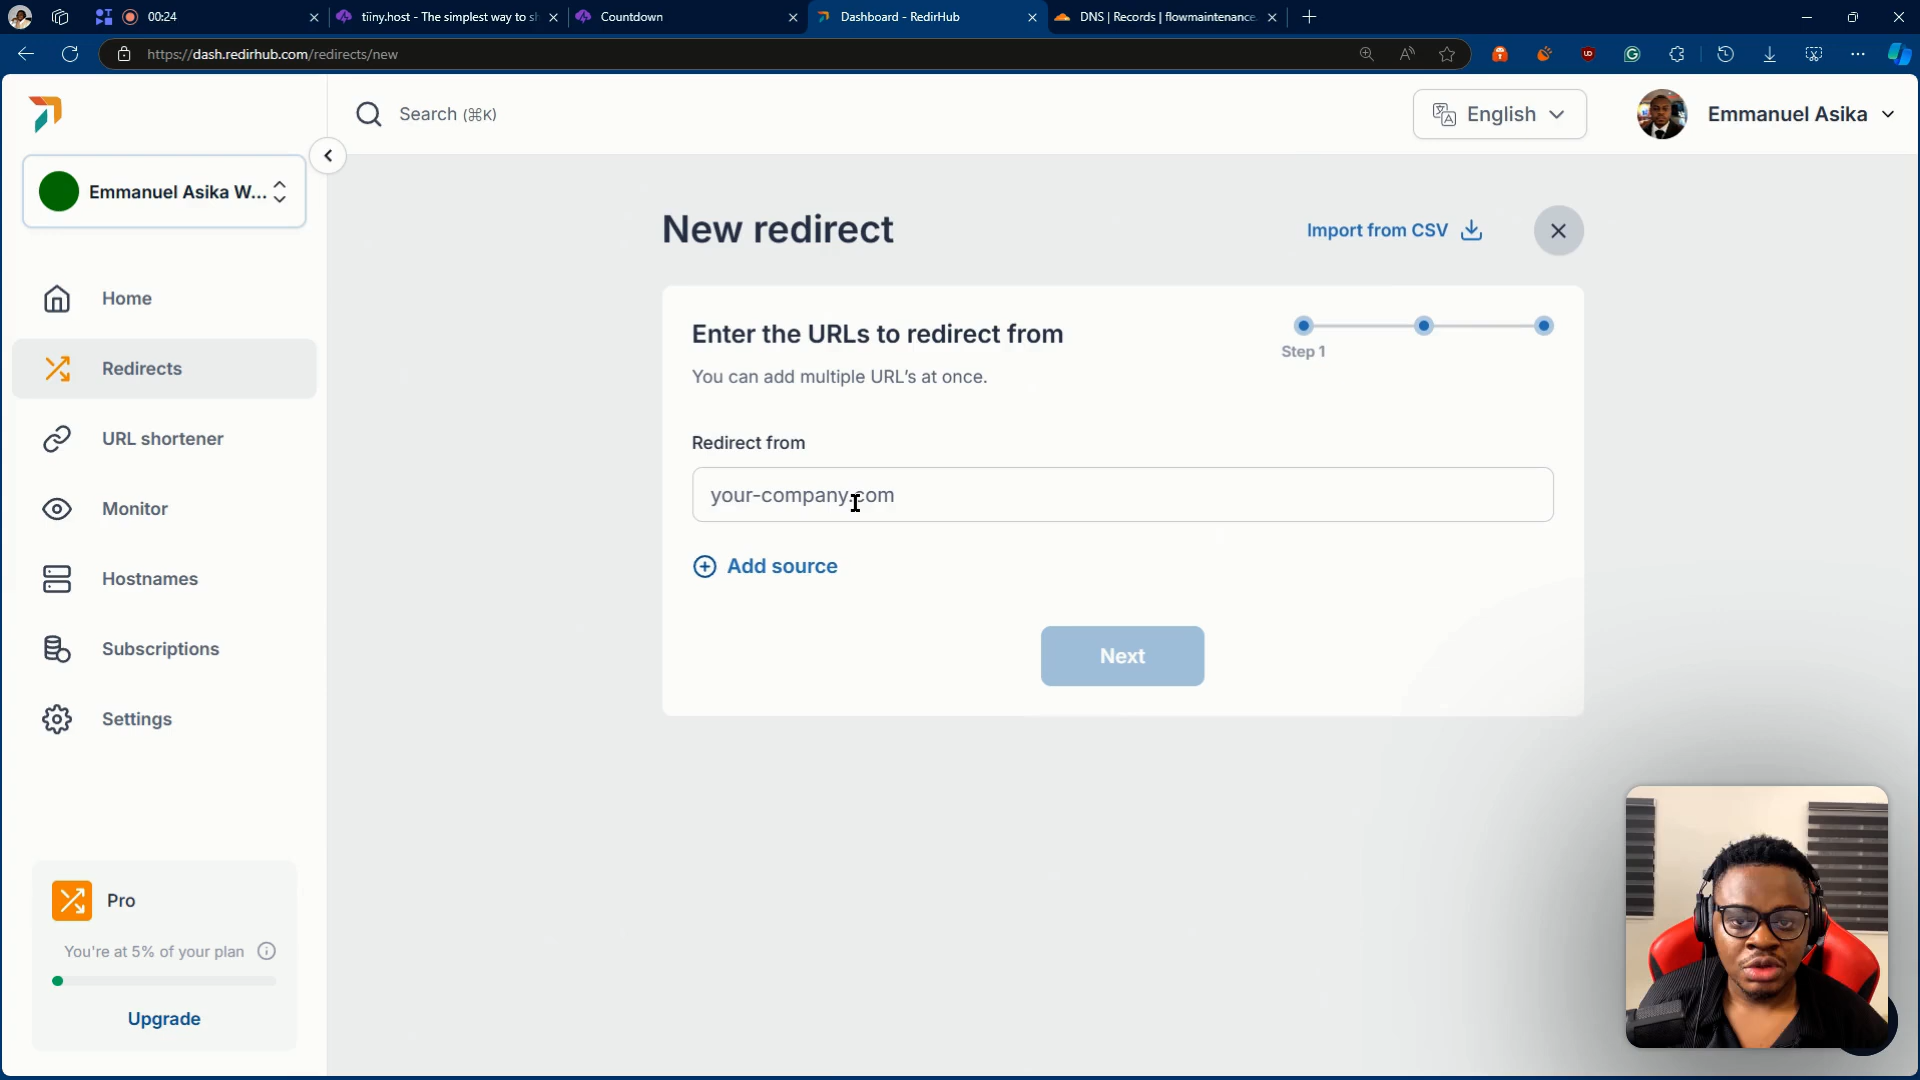 00:24
tiiny.host - The simplest way to sh
Countdown
Dashboard - RedirHub
DNS | Records | flowmaintenance.
https://dash.redirhub.com/redirects/new
Search (⌘K)
English
Emmanuel Asika
Emmanuel Asika W...
Home
Redirects
URL shortener
Monitor
Hostnames
Subscriptions
Settings
Pro
You're at 5% of your plan
Upgrade
New redirect
Import from CSV
Enter the URLs to redirect from
Step 1
You can add multiple URL's at once.
Redirect from
your-company.com
Add source
Next